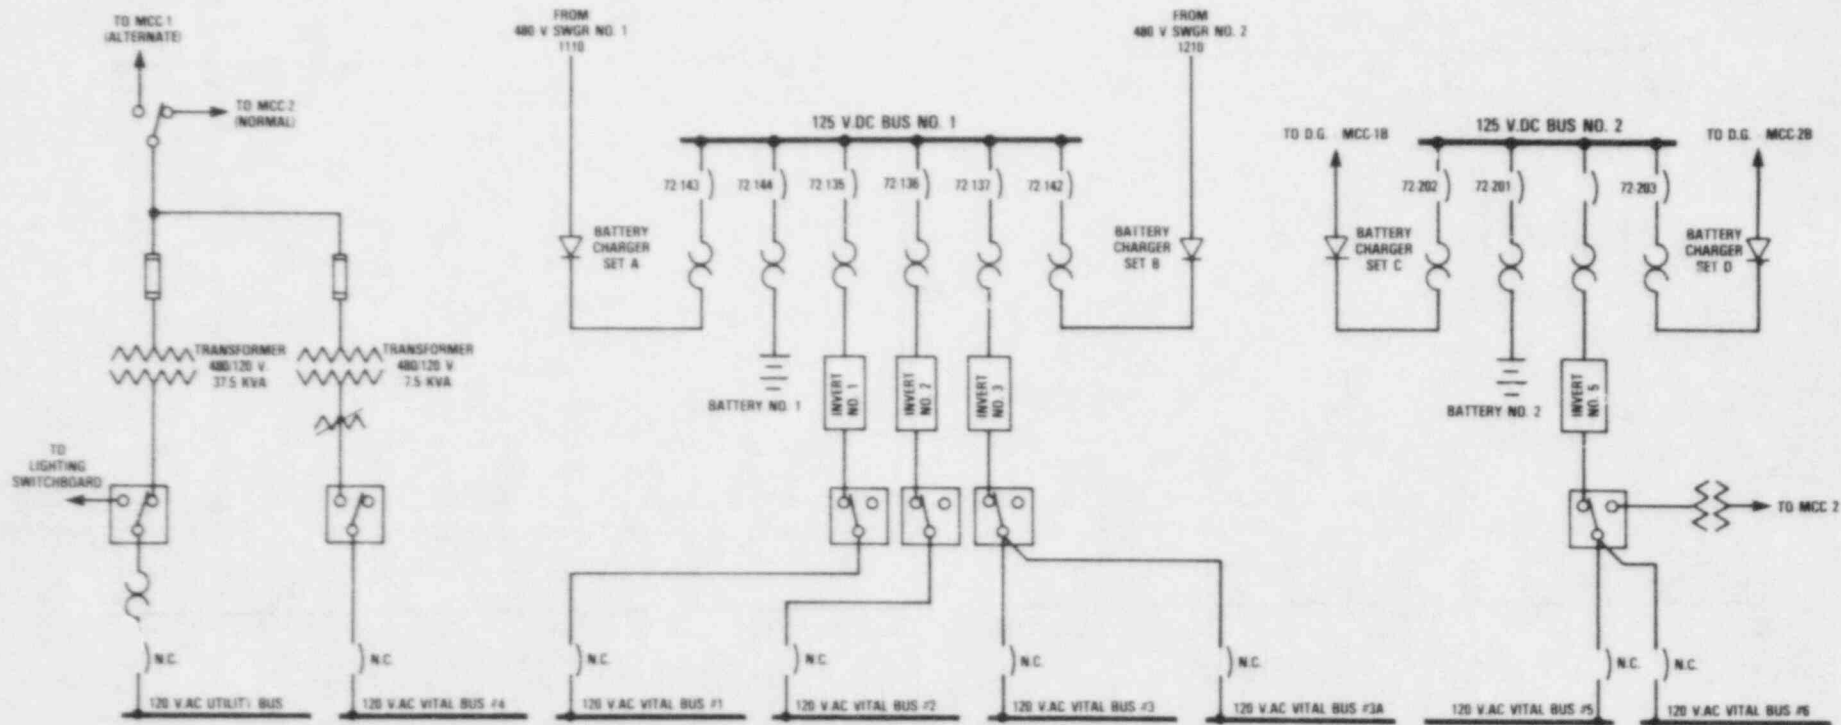 TO MCC-1
(ALTERNATE)
TO MCC-2
(NORMAL)
FROM
480 V SWGR NO. 1
1110
FROM
480 V SWGR NO. 2
1210
125 V.DC BUS NO. 1
125 V.DC BUS NO. 2
TO D.G. MCC-1B
TO D.G. MCC-2B
72-143
72-144
72-135
72-136
72-137
72-142
72-202
72-201
72-203
BATTERY
CHARGER
SET A
BATTERY
CHARGER
SET B
BATTERY
CHARGER
SET C
BATTERY
CHARGER
SET D
TRANSFORMER
480/120 V.
37.5 KVA
TRANSFORMER
480/120 V
7.5 KVA
BATTERY NO. 1
INVERT
NO. 1
INVERT
NO. 2
INVERT
NO. 3
BATTERY NO. 2
INVERT
NO. 5
TO
LIGHTING
SWITCHBOARD
TO MCC 2
N.C.
N.C.
N.C.
N.C.
N.C.
N.C.
N.C.
N.C.
120 V.AC UTILITY BUS
120 V.AC VITAL BUS #4
120 V.AC VITAL BUS #1
120 V.AC VITAL BUS #2
120 V.AC VITAL BUS #3
120 V.AC VITAL BUS #3A
120 V.AC VITAL BUS #5
120 V.AC VITAL BUS #6